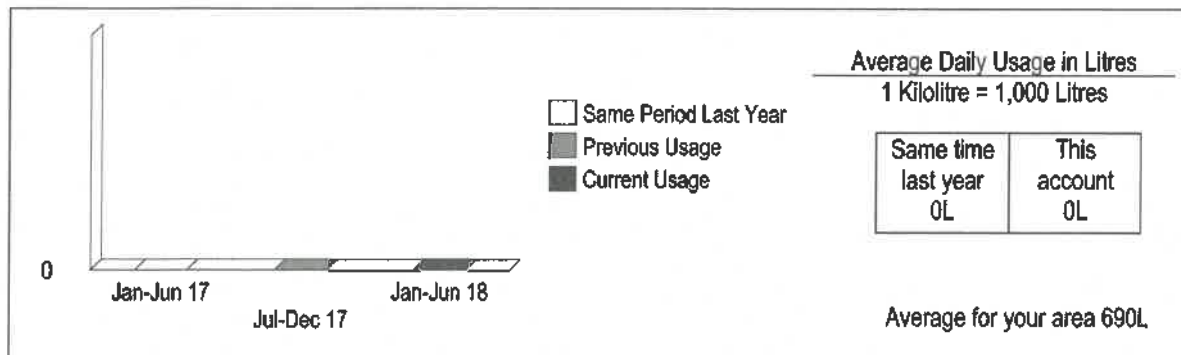 0
Jan-Jun 17
Jul-Dec 17
Jan-Jun 18
Same Period Last Year
Previous Usage
Current Usage
Average Daily Usage in Litres
1 Kilolitre = 1,000 Litres
Same time
last year
0L
This
account
0L
Average for your area 690L